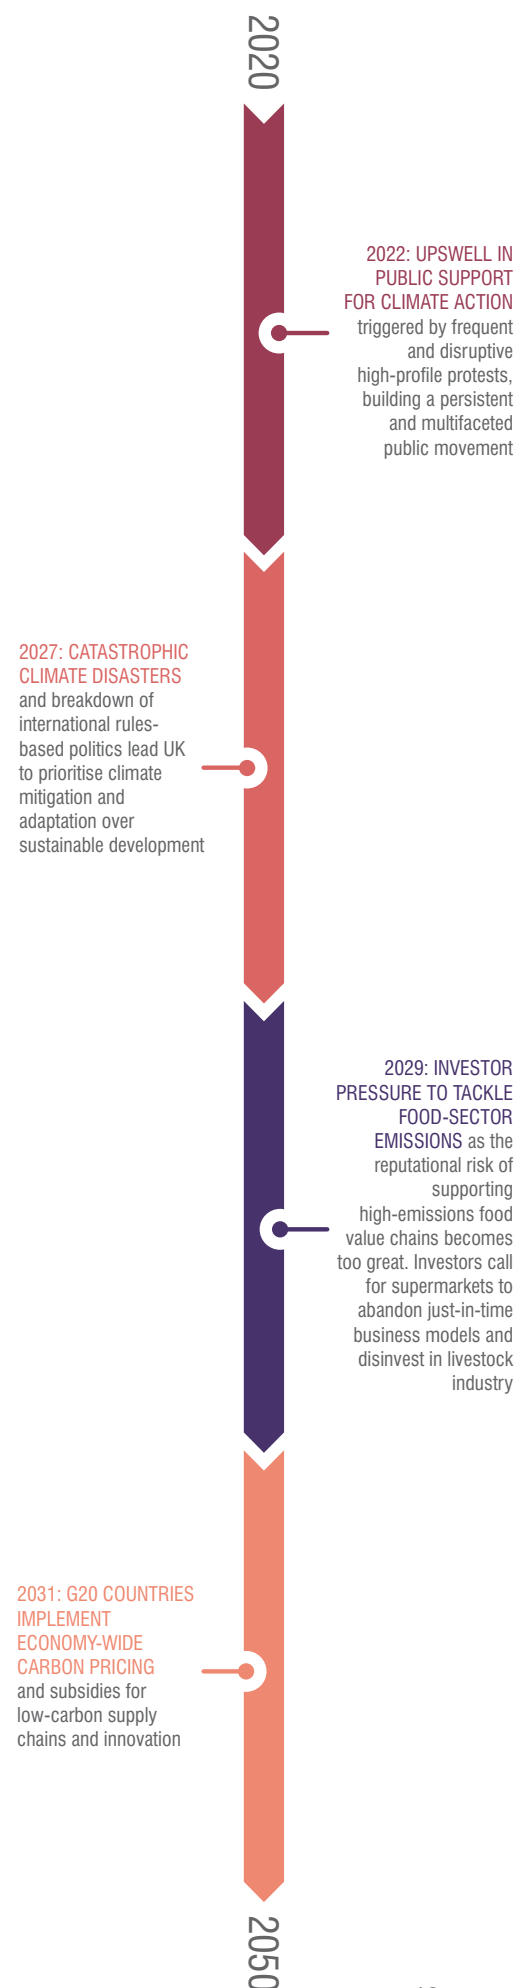 2020
2022: UPSWELL IN
PUBLIC SUPPORT
FOR CLIMATE ACTION
triggered by frequent
and disruptive
high-profile protests,
building a persistent
and multifaceted
public movement
2027: CATASTROPHIC
CLIMATE DISASTERS
and breakdown of
international rules-
based politics lead UK
to prioritise climate
mitigation and
adaptation over
sustainable development
2029: INVESTOR
PRESSURE TO TACKLE
FOOD-SECTOR
EMISSIONS as the
reputational risk of
supporting
high-emissions food
value chains becomes
too great. Investors call
for supermarkets to
abandon just-in-time
business models and
disinvest in livestock
industry
2031: G20 COUNTRIES
IMPLEMENT
ECONOMY-WIDE
CARBON PRICING
and subsidies for
low-carbon supply
chains and innovation
2050